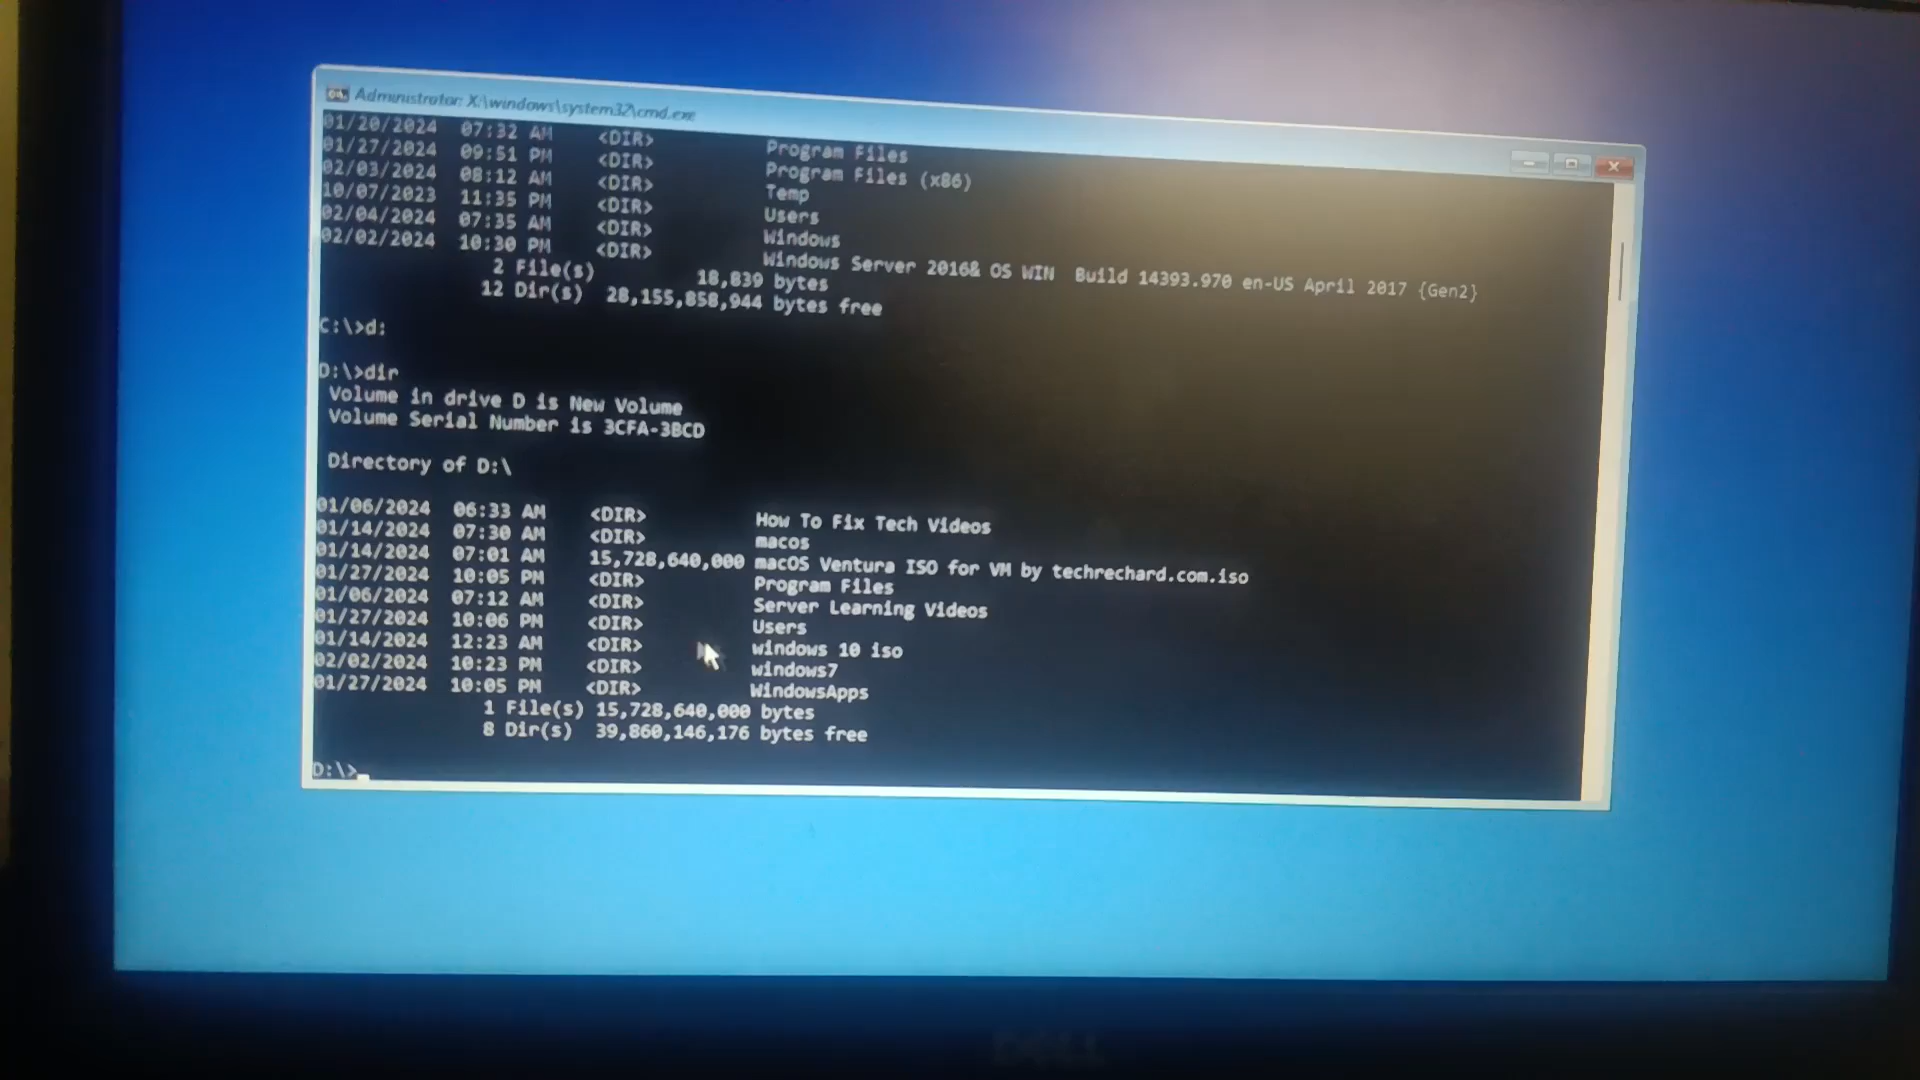 Administrator: X:\windows\system32\cmd.exe
01/20/2024  07:32 AM    <DIR>          Program Files
01/27/2024  09:51 PM    <DIR>          Program Files (x86)
02/03/2024  08:12 AM    <DIR>          Temp
10/07/2023  11:35 PM    <DIR>          Users
02/04/2024  07:35 AM    <DIR>          Windows
02/02/2024  10:30 PM    <DIR>          Windows Server 2016& OS WIN  Build 14393.970 en-US April 2017 {Gen2}
2 File(s)         18,839 bytes
12 Dir(s)  28,155,858,944 bytes free
C:\>d:
D:\>dir
Volume in drive D is New Volume
Volume Serial Number is 3CFA-3BCD
Directory of D:\
01/06/2024  06:33 AM    <DIR>          How To Fix Tech Videos
01/14/2024  07:30 AM    <DIR>          macos
01/14/2024  07:01 AM    15,728,640,000 macOS Ventura ISO for VM by techrechard.com.iso
01/27/2024  10:05 PM    <DIR>          Program Files
01/06/2024  07:12 AM    <DIR>          Server Learning Videos
01/27/2024  10:06 PM    <DIR>          Users
01/14/2024  12:23 AM    <DIR>          windows 10 iso
02/02/2024  10:23 PM    <DIR>          windows7
01/27/2024  10:05 PM    <DIR>          WindowsApps
1 File(s) 15,728,640,000 bytes
8 Dir(s)  39,860,146,176 bytes free
D:\>
DELL